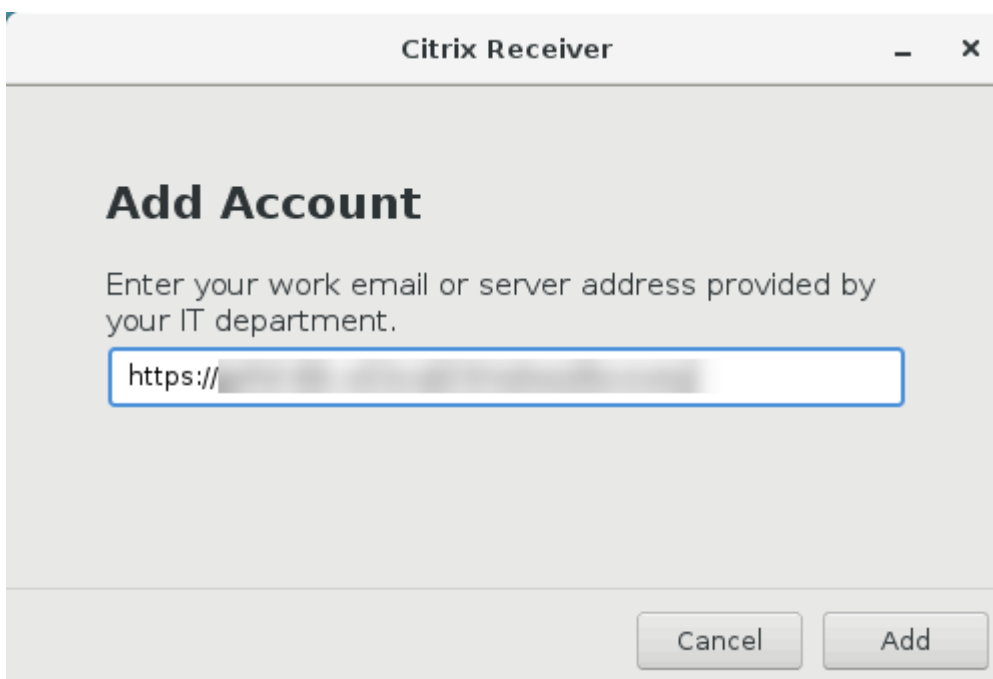 Citrix Receiver
Add Account
Enter your work email or server address provided by
your IT department.
https://
Cancel
Add